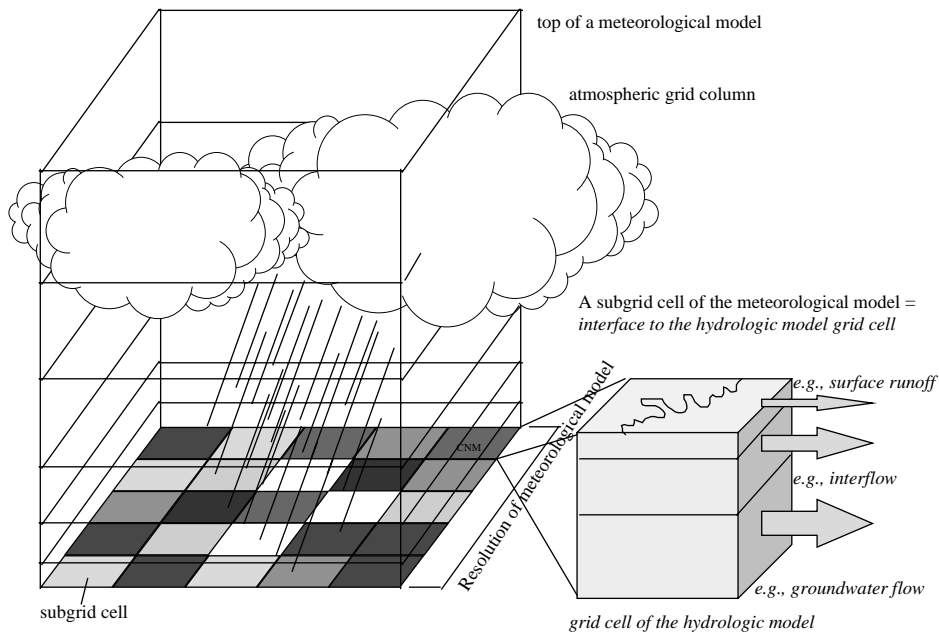 top of a meteorological model
atmospheric grid column
A subgrid cell of the meteorological model =
interface to the hydrologic model grid cell
Resolution of meteorological model
e.g., surface runoff
CNM
e.g., interflow
e.g., groundwater flow
subgrid cell
grid cell of the hydrologic model